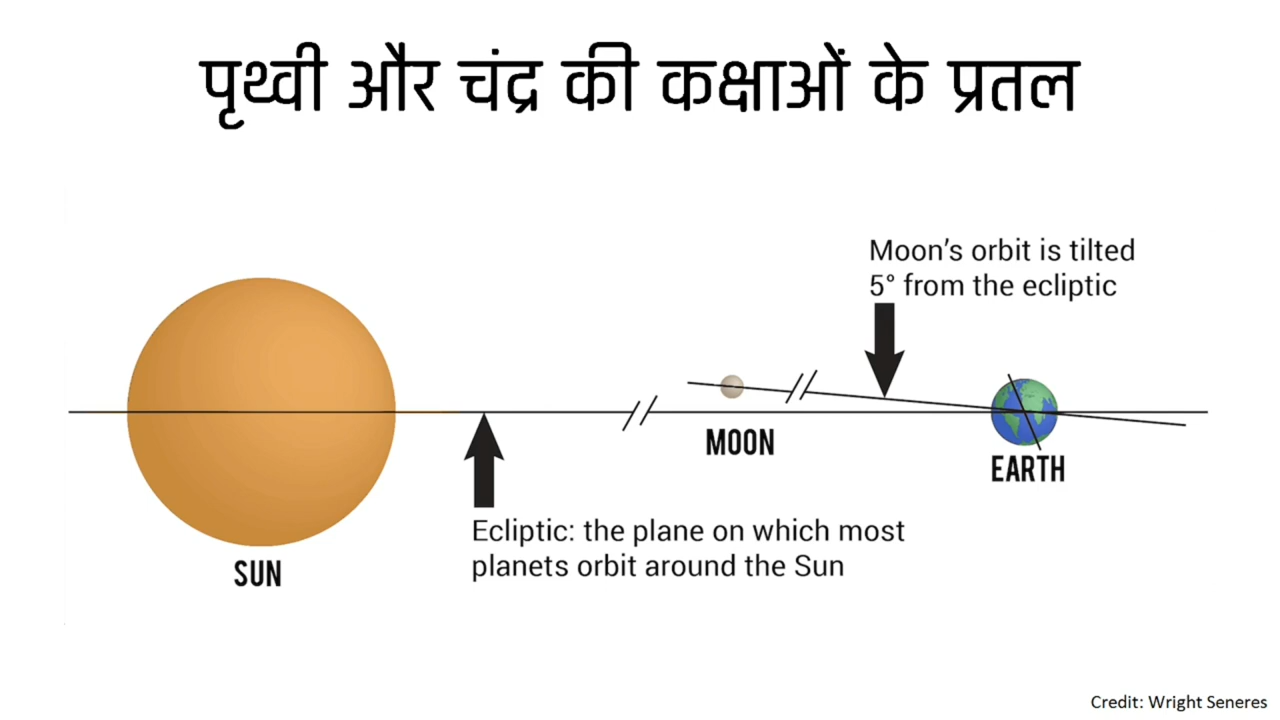 पृथ्वी और चंद्र की कक्षाओं के प्रतल
Moon's orbit is tilted
5° from the ecliptic
MOON
EARTH
Ecliptic: the plane on which most
planets orbit around the Sun
SUN
Credit: Wright Seneres